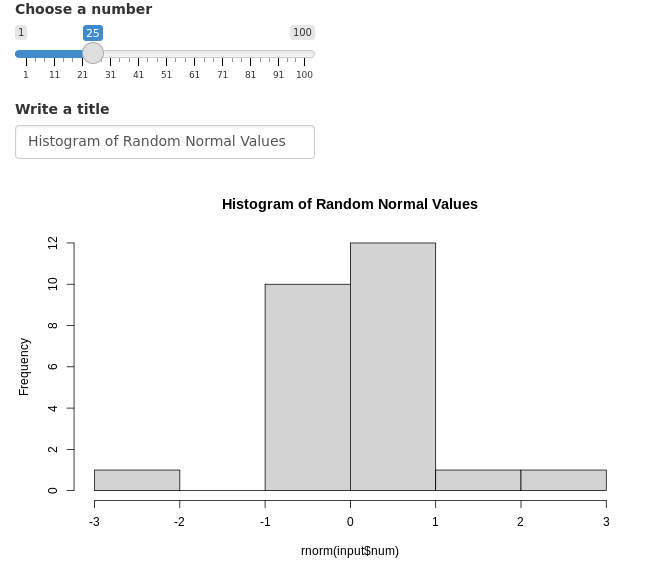 Choose a number
1 25 100
1 11 21 31 41 51 61 71 81 91 100
Write a title
Histogram of Random Normal Values
Histogram of Random Normal Values
12
10
8
6
4
2
0
Frequency
-3 -2 -1 0 1 2 3
rnorm(input$num)